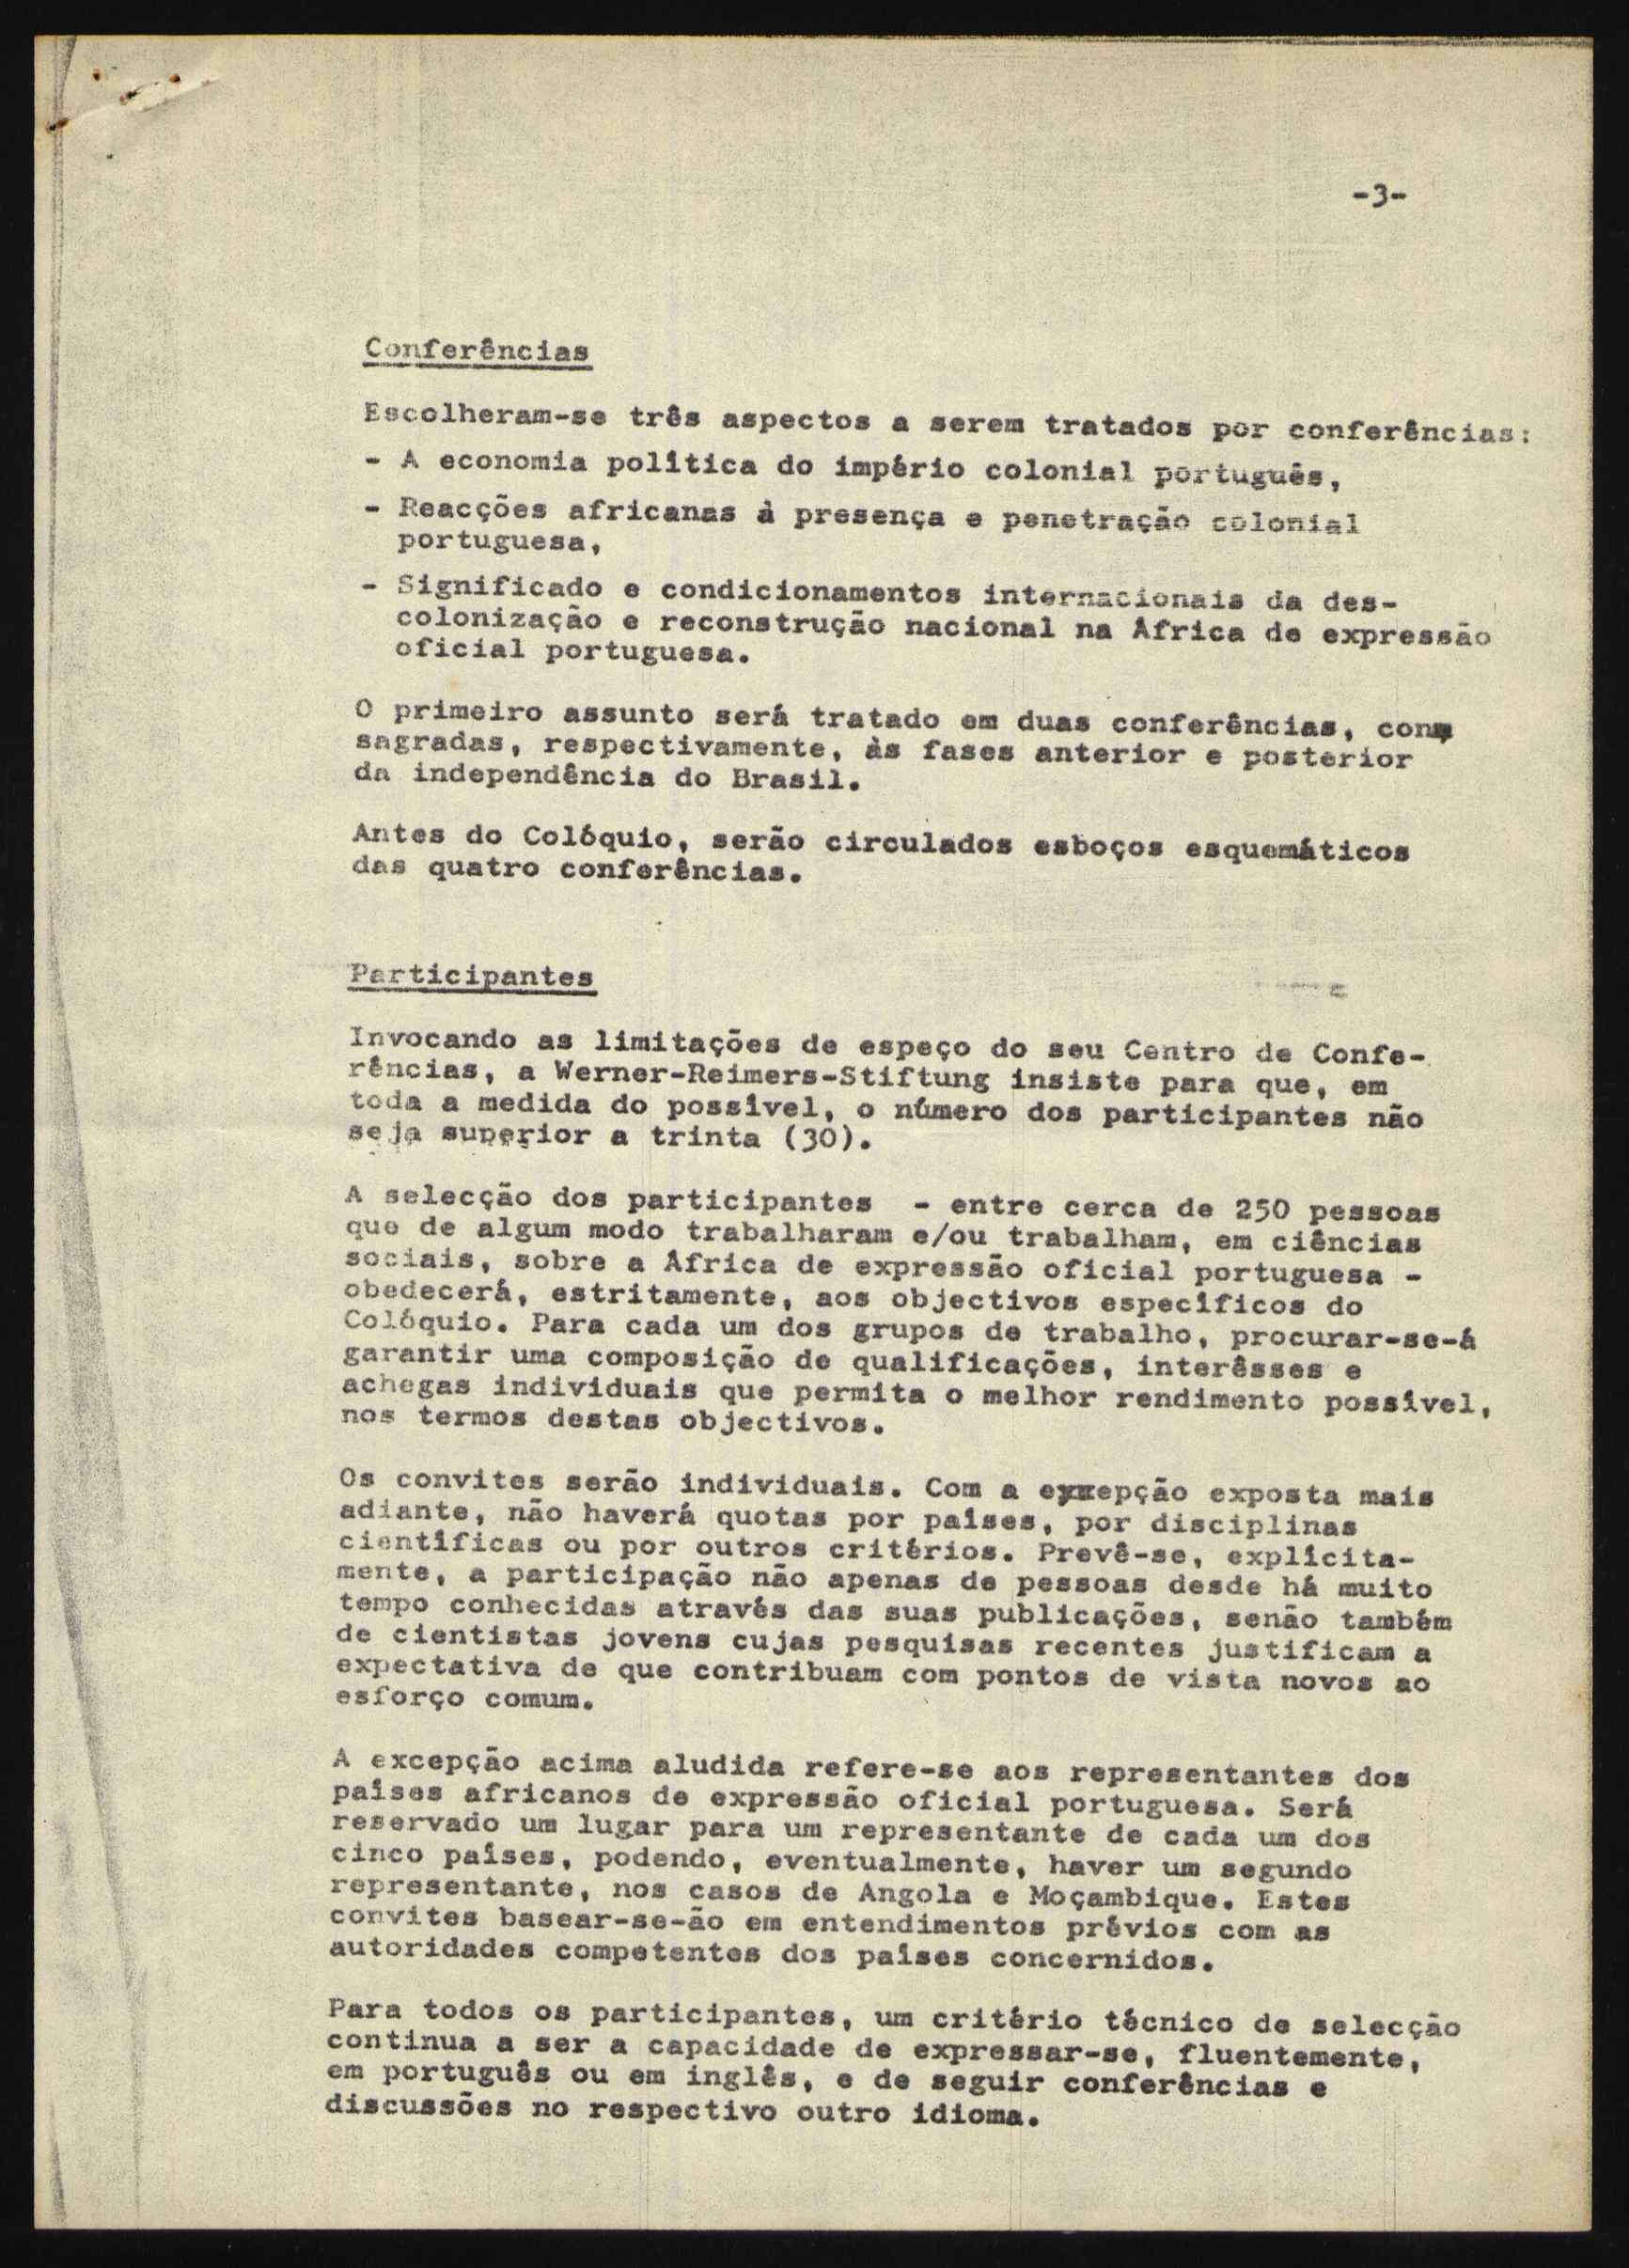 -3-
Conferências
Escolheram-se três aspectos a serem tratados por conferências:
- A economia polîtica do império colonial português,
- Reacções africanas à presença e penetração colonial
portuguesa,
- Significado e condicionamentos internacionais da des-
colonização e reconstrução nacional na África de expressão
oficial portuguesa.
O primeiro assunto será tratado em duas conferências, con-
sagradas, respectivamente, às fases anterior e posterior
da independência do Brasil.
Antes do Colóquio, serão circulados esboços esquemáticos
das quatro conferências.
Participantes
Invocando as limitações de espeço do seu Centro de Confe-
rências, a Werner-Reimers-Stiftung insiste para que, em
toda a medida do possîvel, o número dos participantes não
seja superior a trinta (30).
A selecção dos participantes - entre cerca de 250 pessoas
que de algum modo trabalharam e/ou trabalham, em ciências
sociais, sobre a África de expressão oficial portuguesa -
obedecerá, estritamente, aos objectivos especîficos do
Colóquio. Para cada um dos grupos de trabalho, procurar-se-á
garantir uma composição de qualificações, interêsses e
achegas individuais que permita o melhor rendimento possîvel,
nos termos destas objectivos.
Os convites serão individuais. Com a exxepção exposta mais
adiante, não haverá quotas por paîses, por disciplinas
cientîficas ou por outros critérios. Prevê-se, explîcita-
mente, a participação não apenas de pessoas desde há muito
tempo conhecidas através das suas publicações, senão também
de cientistas jovens cujas pesquisas recentes justificam a
expectativa de que contribuam com pontos de vista novos ao
esforço comum.
A excepção acima aludida refere-se aos representantes dos
paîses africanos de expressão oficial portuguesa. Será
reservado um lugar para um representante de cada um dos
cinco paîses, podendo, eventualmente, haver um segundo
representante, nos casos de Angola e Moçambique. Estes
convites basear-se-ão em entendimentos prévios com as
autoridades competentes dos paîses concernidos.
Para todos os participantes, um critério técnico de selecção
continua a ser a capacidade de expressar-se, fluentemente,
em português ou em inglês, e de seguir conferências e
discussões no respectivo outro idioma.